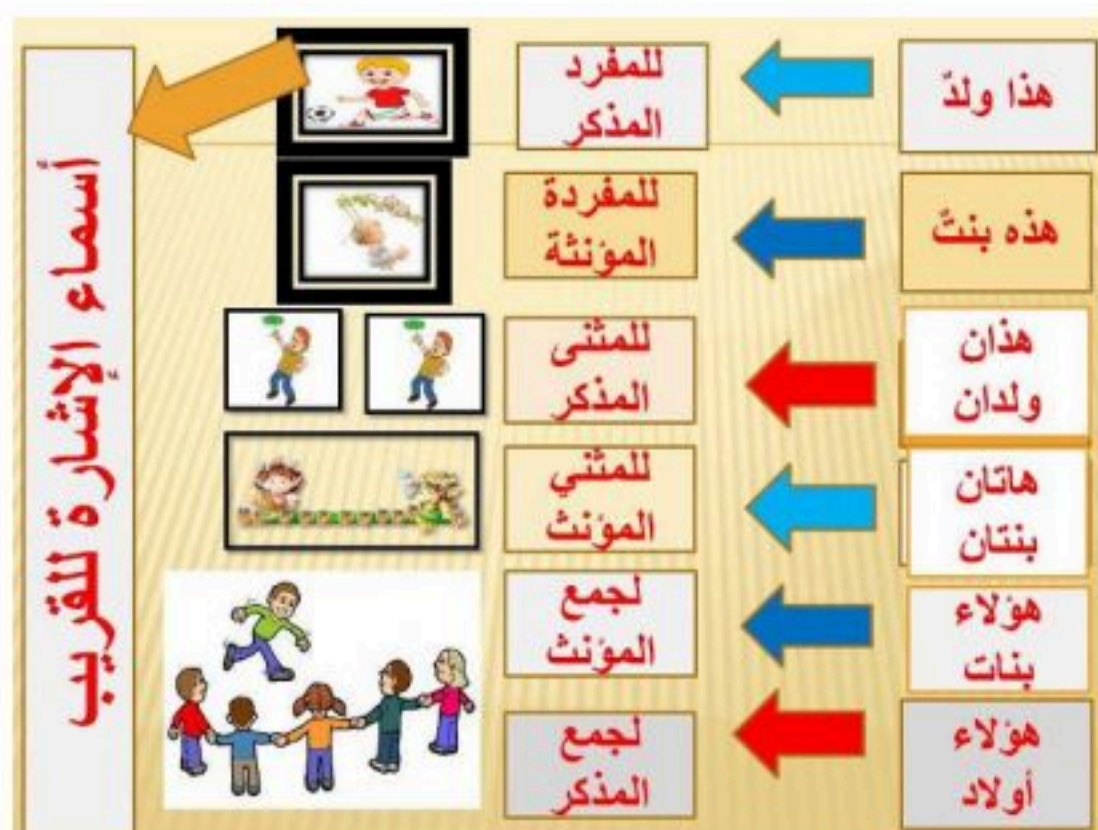 هذا ولدٌ
للمفرد
المذكر
هذه بنتٌ
للمفردة
المؤنثة
هذان
ولدان
للمثنى
المذكر
هاتان
بنتان
للمثني
المؤنث
هؤلاء
بنات
لجمع
المؤنث
هؤلاء
أولاد
لجمع
المذكر
أسماء الإشارة للقريب